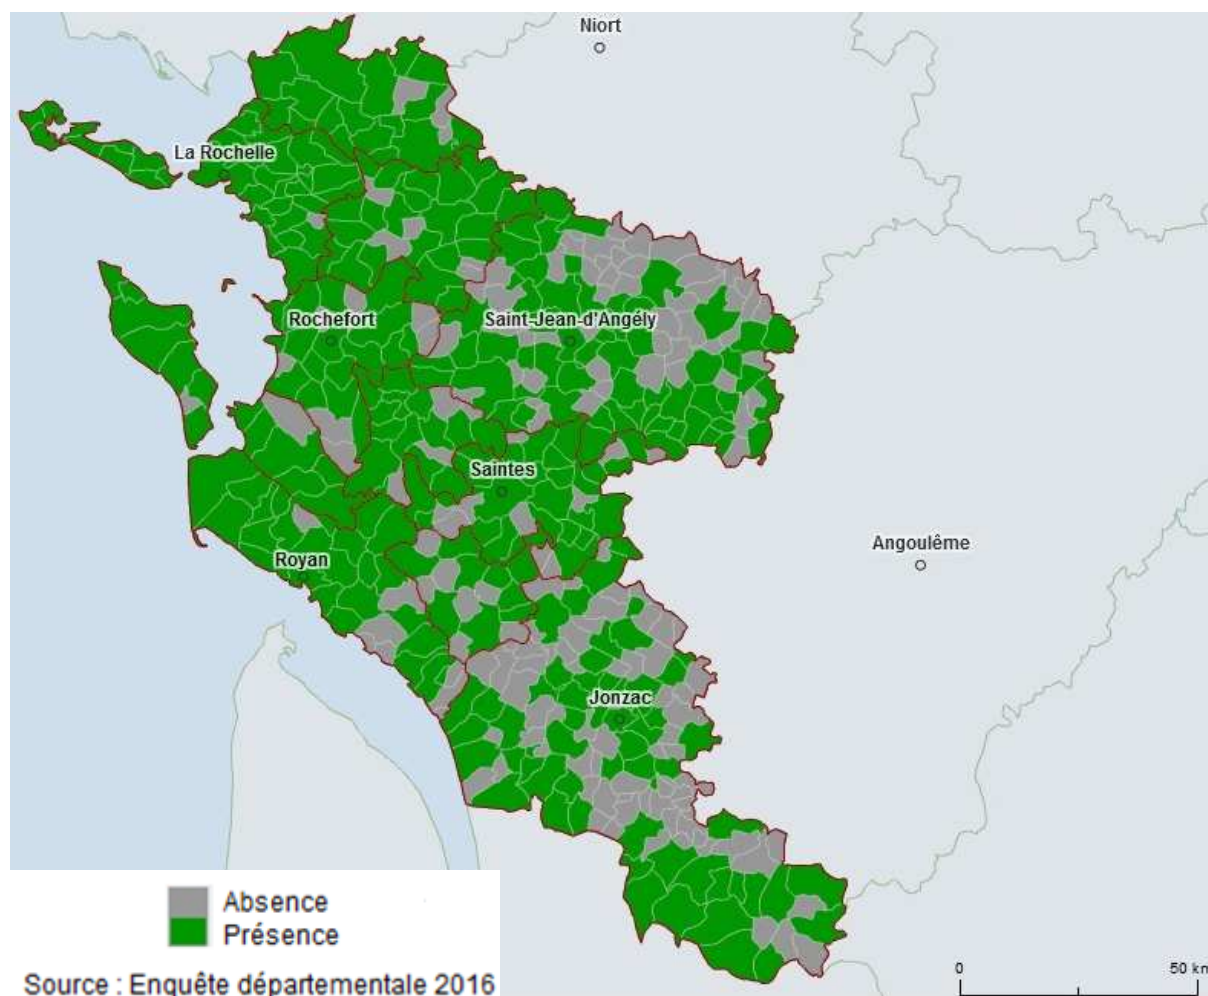 Niort
La Rochelle
Rochefort
Saint-Jean-d'Angély
Saintes
Angoulême
Royan
Jonzac
Absence
Présence
0 50 km
Source : Enquête départementale 2016